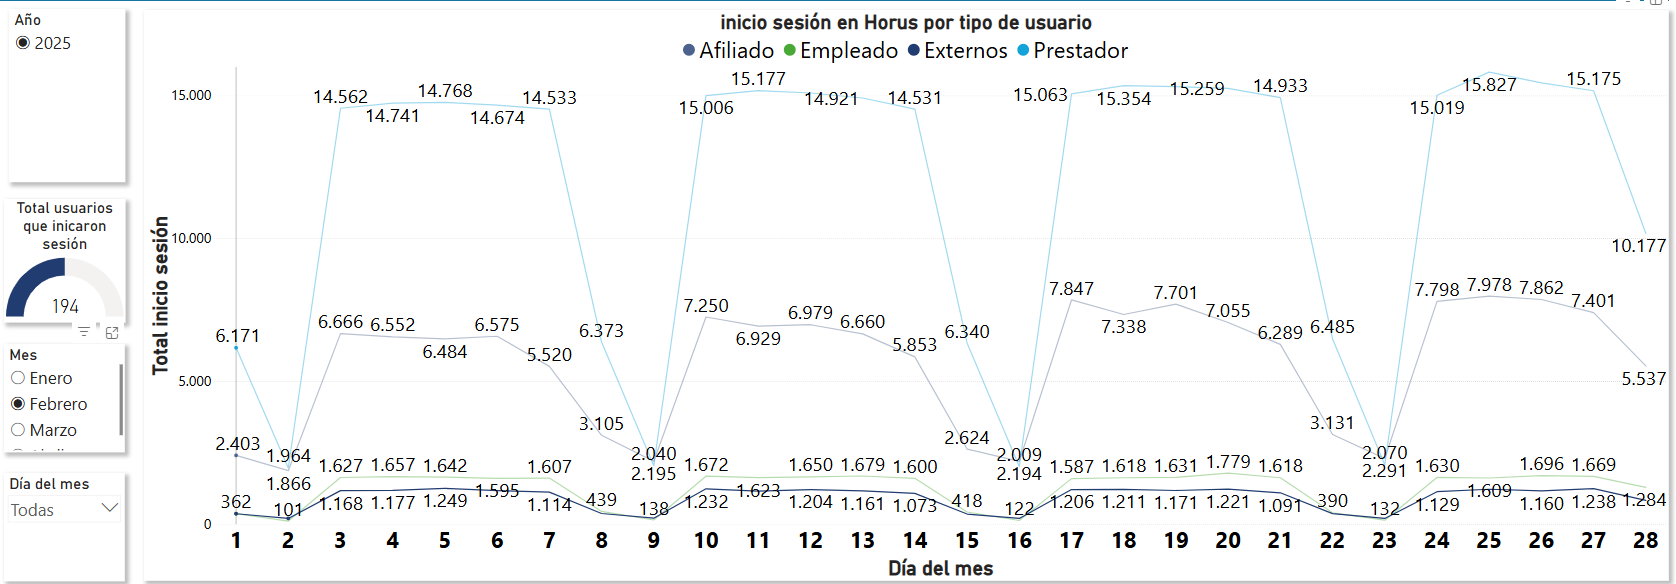 Año
2025
Total usuarios
que inicaron
sesión
194
Mes
Enero
Febrero
Marzo
Día del mes
Todas
inicio sesión en Horus por tipo de usuario
Afiliado Empleado Externos Prestador
Total inicio sesión
15.000
10.000
5.000
0
6.171 14.562 14.741 14.768 14.674 14.533 6.373 2.040 15.006 15.177 14.921 14.531 6.340 2.009 15.063 15.354 15.259 14.933 6.485 2.070 15.019 15.827 15.175 10.177
2.403 1.964 1.866 6.666 6.552 6.484 6.575 5.520 3.105 2.195 7.250 6.929 6.979 6.660 5.853 2.624 2.194 7.847 7.338 7.701 7.055 6.289 3.131 2.291 7.798 7.978 7.862 7.401 5.537
1.627 1.657 1.642 1.595 1.607 439 1.672 1.623 1.650 1.679 1.600 418 1.587 1.618 1.631 1.779 1.618 390 1.630 1.609 1.696 1.669 1.284
362 101 1.168 1.177 1.249 1.114 138 1.232 1.204 1.161 1.073 122 1.206 1.211 1.171 1.221 1.091 132 1.129 1.160 1.238
1 2 3 4 5 6 7 8 9 10 11 12 13 14 15 16 17 18 19 20 21 22 23 24 25 26 27 28
Día del mes